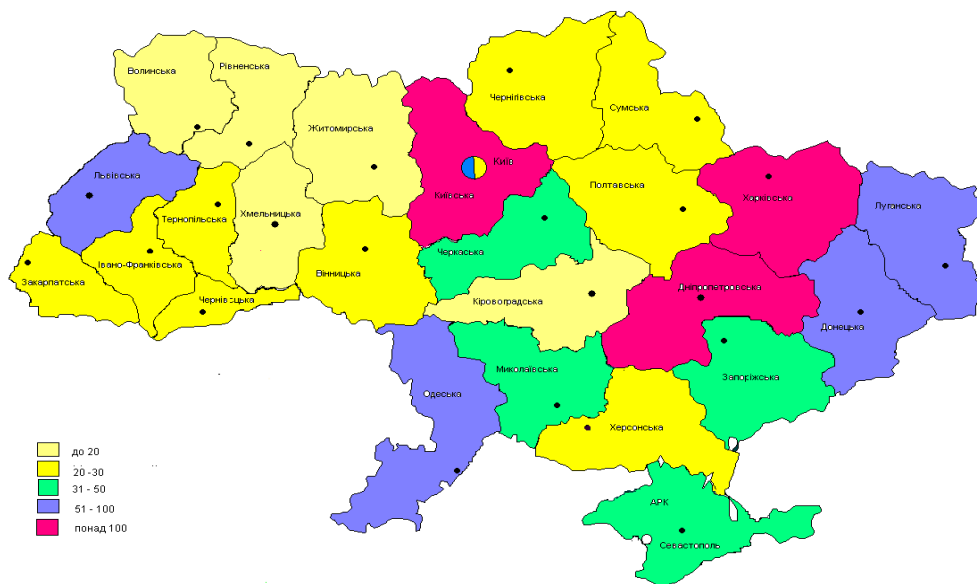 Волинська
Рівненська
Житомирська
Чернігівська
Сумська
Київ
Київська
Львівська
Тернопільська
Хмельницька
Полтавська
Харківська
Луганська
Черкаська
Вінницька
Івано-Франківська
Закарпатська
Чернівецька
Кіровоградська
Дніпропетровська
Донецька
Миколаївська
Запоріжська
Одеська
Херсонська
АРК
Севастополь
до 20
20 -30
31 - 50
51 - 100
понад 100